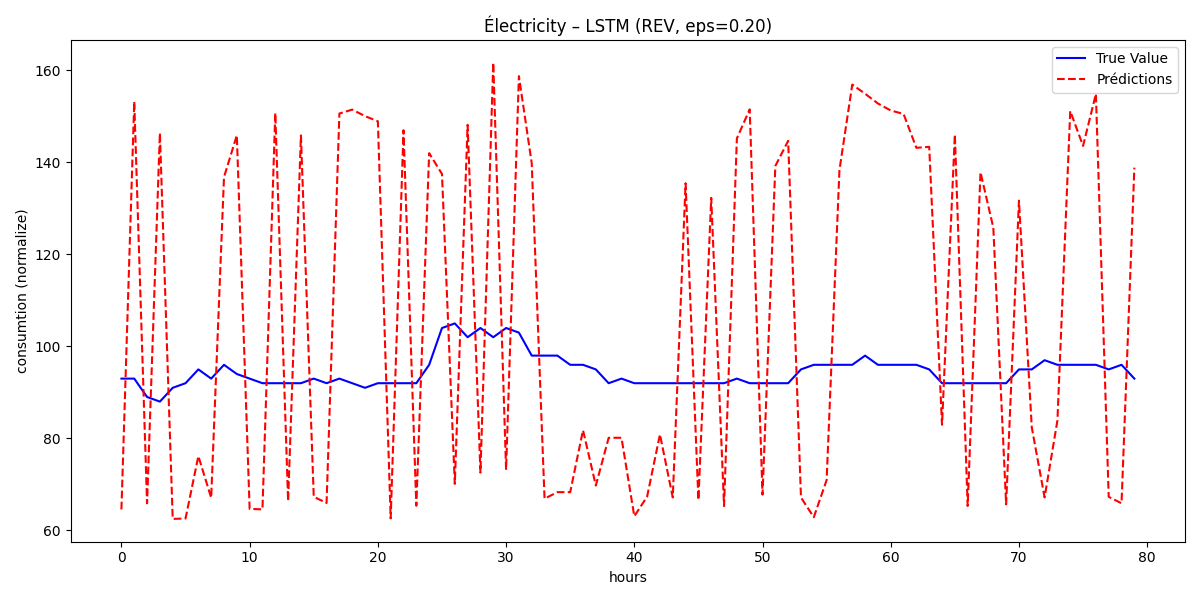 Électricity – LSTM (REV, eps=0.20)
True Value
Prédictions
consumtion (normalize)
160
140
120
100
80
60
0 10 20 30 40 50 60 70 80
hours